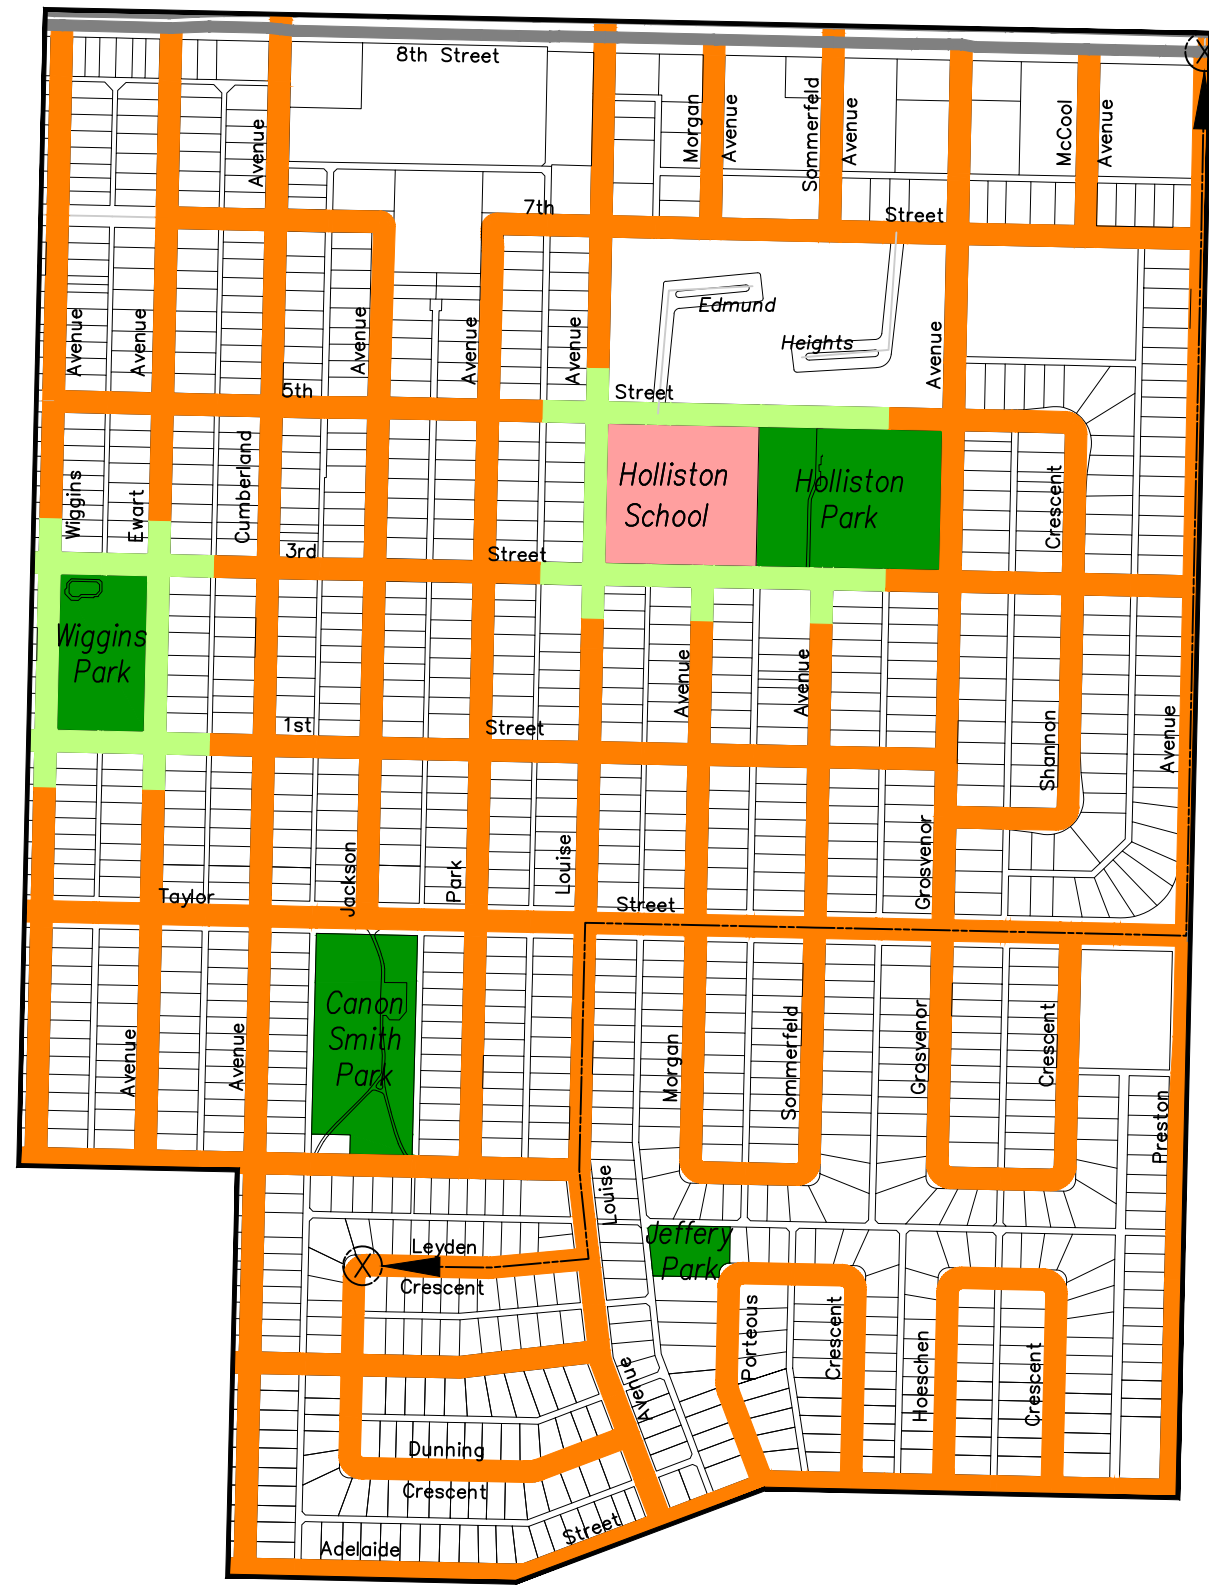 8th Street
X
Avenue
Morgan
Avenue
Sommerfeld
Avenue
McCool
Avenue
7th
Street
Avenue
Avenue
Avenue
Avenue
Avenue
Edmund
Heights
Avenue
5th
Street
Wiggins
Ewart
Cumberland
Holliston
School
Holliston
Park
Crescent
3rd
Street
Wiggins
Park
Avenue
Avenue
1st
Street
Shannon
Avenue
Jackson
Park
Louise
Grosvenor
Taylor
Street
Avenue
Avenue
Canon
Smith
Park
Morgan
Sommerfeld
Grosvenor
Crescent
Preston
Louise
Jeffery
Park
X
Leyden
Crescent
Porteous
Crescent
Hoeschen
Crescent
Avenue
Dunning
Crescent
Adelaide
Street